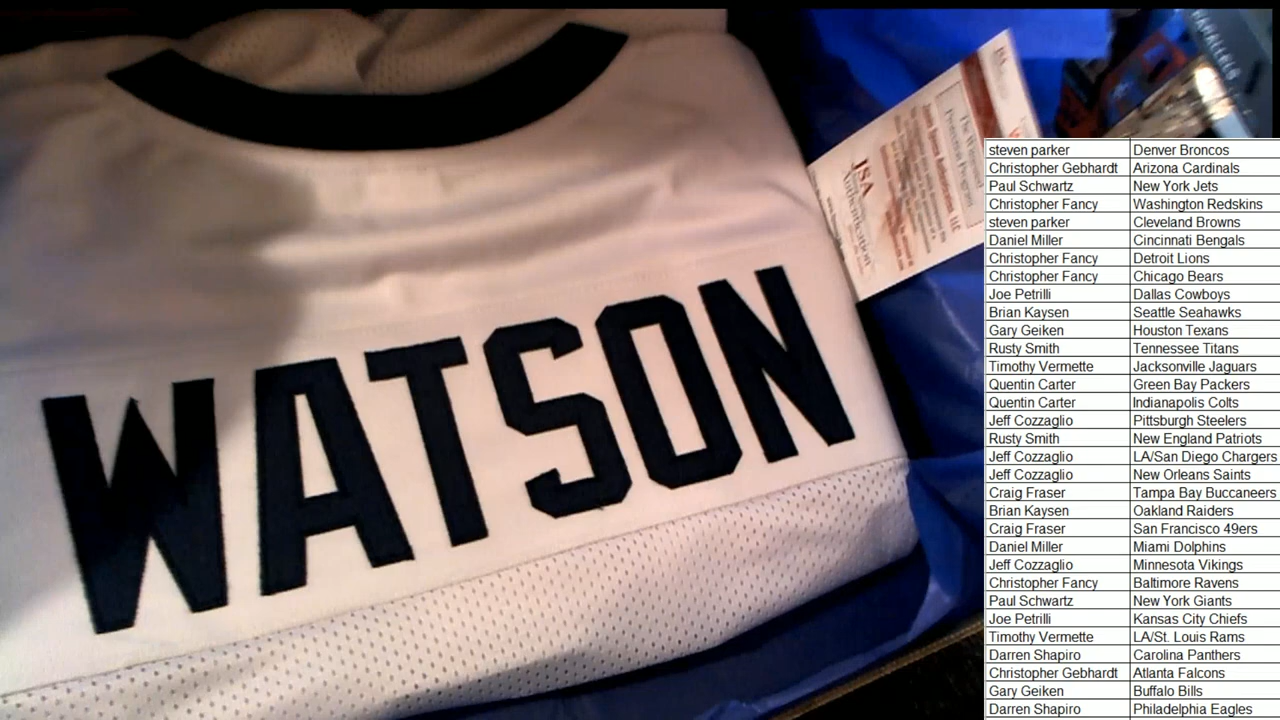 WATSON
JSA
Authentication
PARALLELS
steven parker Denver Broncos
Christopher Gebhardt Arizona Cardinals
Paul Schwartz New York Jets
Christopher Fancy Washington Redskins
steven parker Cleveland Browns
Daniel Miller Cincinnati Bengals
Christopher Fancy Detroit Lions
Christopher Fancy Chicago Bears
Joe Petrilli Dallas Cowboys
Brian Kaysen Seattle Seahawks
Gary Geiken Houston Texans
Rusty Smith Tennessee Titans
Timothy Vermette Jacksonville Jaguars
Quentin Carter Green Bay Packers
Quentin Carter Indianapolis Colts
Jeff Cozzaglio Pittsburgh Steelers
Rusty Smith New England Patriots
Jeff Cozzaglio LA/San Diego Chargers
Jeff Cozzaglio New Orleans Saints
Craig Fraser Tampa Bay Buccaneers
Brian Kaysen Oakland Raiders
Craig Fraser San Francisco 49ers
Daniel Miller Miami Dolphins
Jeff Cozzaglio Minnesota Vikings
Christopher Fancy Baltimore Ravens
Paul Schwartz New York Giants
Joe Petrilli Kansas City Chiefs
Timothy Vermette LA/St. Louis Rams
Darren Shapiro Carolina Panthers
Christopher Gebhardt Atlanta Falcons
Gary Geiken Buffalo Bills
Darren Shapiro Philadelphia Eagles